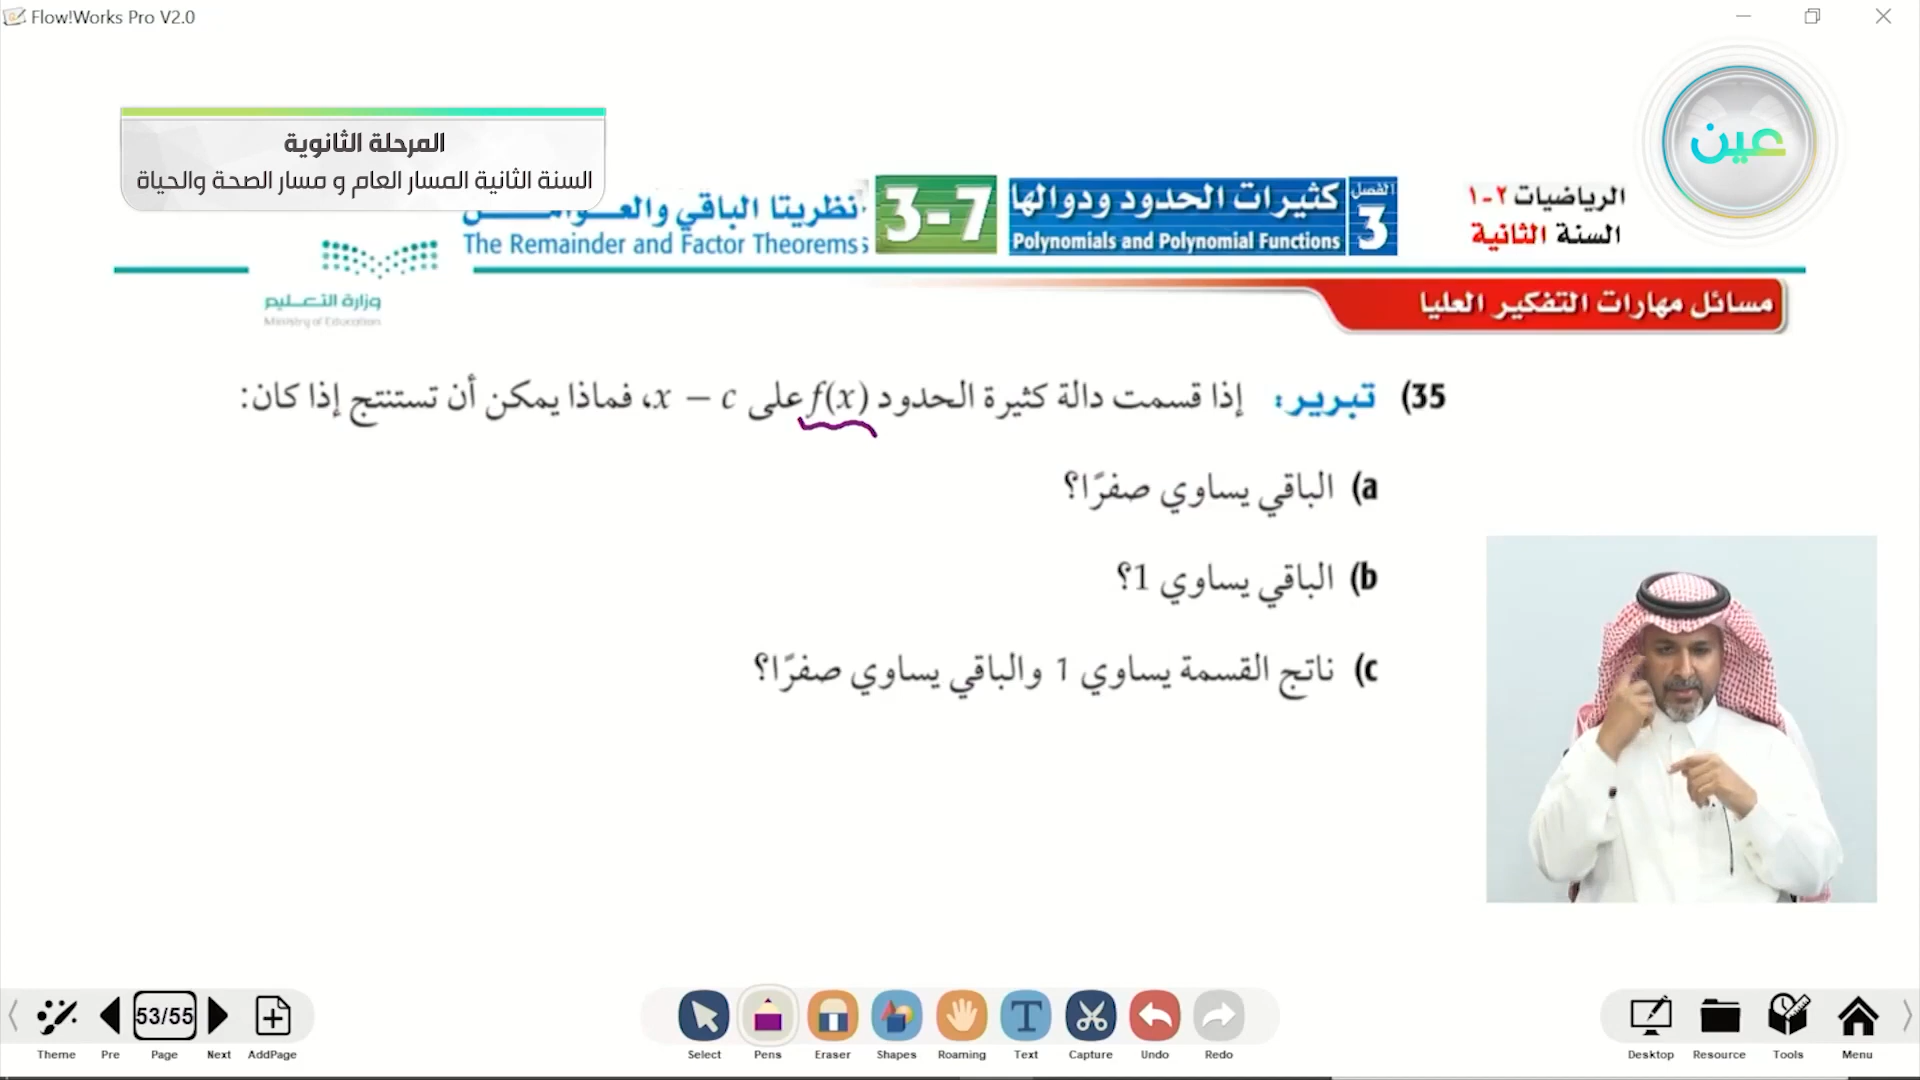 Flow!Works Pro V2.0
عين
المرحلة الثانوية
السنة الثانية المسار العام و مسار الصحة والحياة
الرياضيات ٢-١
السنة الثانية
الفصل 3
كثيرات الحدود ودوالها
Polynomials and Polynomial Functions
3-7
نظريتا الباقي والعوامل
The Remainder and Factor Theorems
وزارة التعليم
Ministry of Education
مسائل مهارات التفكير العليا
35) تبرير: إذا قسمت دالة كثيرة الحدود f(x) على x − c، فماذا يمكن أن تستنتج إذا كان:
a) الباقي يساوي صفرًا؟
b) الباقي يساوي 1؟
c) ناتج القسمة يساوي 1 والباقي يساوي صفرًا؟
53/55
Theme Pre Page Next AddPage Select Pens Eraser Shapes Roaming Text Capture Undo Redo Desktop Resource Tools Menu